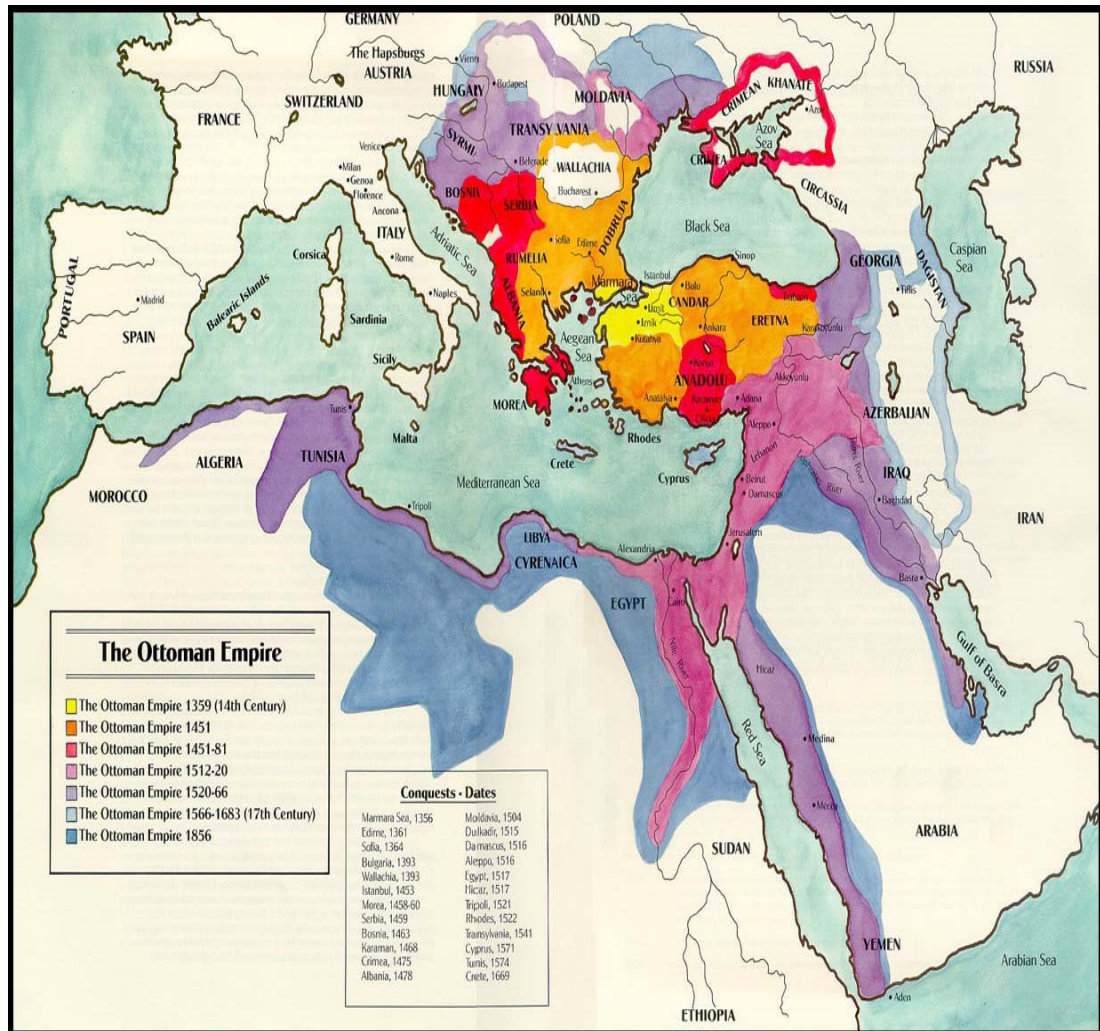 GERMANY
POLAND
RUSSIA
The Hapsburgs
AUSTRIA
Budapest
HUNGALY
MOLDAVIA
CRIMEAN
KHANATE
SWITZERLAND
FRANCE
TRANSY VANIA
Azov
Sea
Venice
Belgrade
WALLACHIA
Bucharest
CRIMEA
Milan
Genoa
Florence
BOSNIA
SERBIA
DOBRUJA
CIRCASSIA
Ancona
ITALY
Adriatic Sea
Black Sea
Caspian
Sea
Corsica
Rome
Sofia
Edirne
RUMELIA
Sinop
GEORGIA
DAGISTAN
PORTUGAL
Madrid
SPAIN
Balearic Islands
Naples
Selanik
ALBANIA
Marmara
Sea
Istanbul
Bolu
CANDAR
Izmit
Iznik
Ankara
ERETNA
Tiflis
Sardinia
Aegean
Sea
Kutahya
Sicily
Konya
ANADOLU
Akkoyunlu
Athens
MOREA
Antalya
Adana
AZERBAIJAN
Tunis
Malta
Crete
Rhodes
Cyprus
Aleppo
Lebanon
ALGERIA
TUNISIA
MOROCCO
Mediterranean Sea
Beirut
Damascus
IRAQ
Baghdad
IRAN
Tripoli
LIBYA
CYRENAICA
Alexandria
Jerusalem
Basra
EGYPT
Cairo
Nile River
Hicaz
Gulf of Basra
Red Sea
Medina
Mecca
ARABIA
SUDAN
YEMEN
Aden
Arabian Sea
ETHIOPIA
The Ottoman Empire
The Ottoman Empire 1359 (14th Century)
The Ottoman Empire 1451
The Ottoman Empire 1451-81
The Ottoman Empire 1512-20
The Ottoman Empire 1520-66
The Ottoman Empire 1566-1683 (17th Century)
The Ottoman Empire 1856
Conquests - Dates
Marmara Sea, 1356
Edirne, 1361
Sofia, 1364
Bulgaria, 1393
Wallachia, 1393
Istanbul, 1453
Morea, 1458-60
Serbia, 1459
Bosnia, 1463
Karaman, 1468
Crimea, 1475
Albania, 1478
Moldavia, 1504
Dulkadir, 1515
Damascus, 1516
Aleppo, 1516
Egypt, 1517
Hicaz, 1517
Tripoli, 1521
Rhodes, 1522
Transylvania, 1541
Cyprus, 1571
Tunis, 1574
Crete, 1669